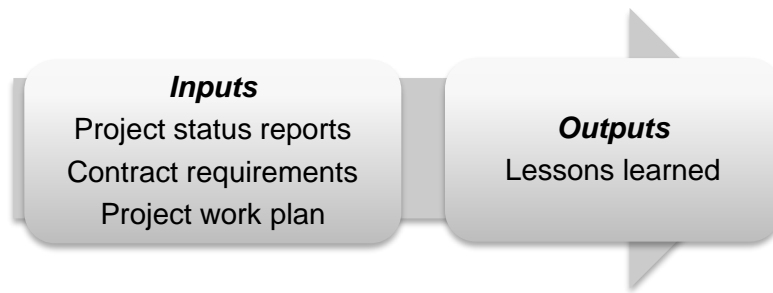 Inputs
Project status reports
Contract requirements
Project work plan
Outputs
Lessons learned